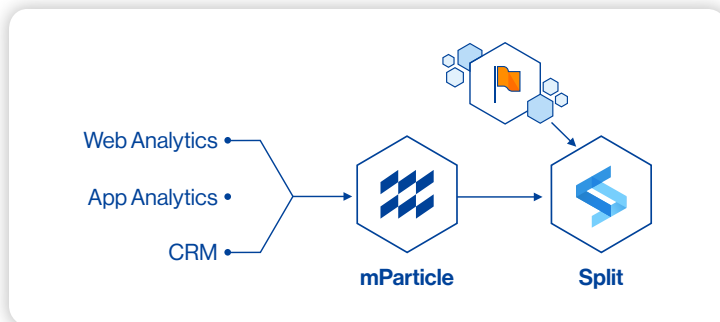 Web Analytics
App Analytics
CRM
mParticle
Split